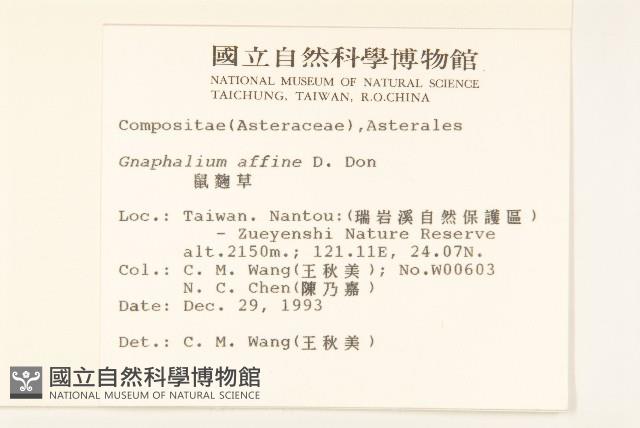 國立自然科學博物館
NATIONAL MUSEUM OF NATURAL SCIENCE
TAICHUNG, TAIWAN, R.O.CHINA
Compositae(Asteraceae),Asterales
Gnaphalium affine D. Don
鼠麴草
Loc.: Taiwan. Nantou:(瑞岩溪自然保護區)
- Zueyenshi Nature Reserve
alt.2150m.; 121.11E, 24.07N.
Col.: C. M. Wang(王秋美); No.W00603
N. C. Chen(陳乃嘉)
Date: Dec. 29, 1993
Det.: C. M. Wang(王秋美)
國立自然科學博物館
NATIONAL MUSEUM OF NATURAL SCIENCE